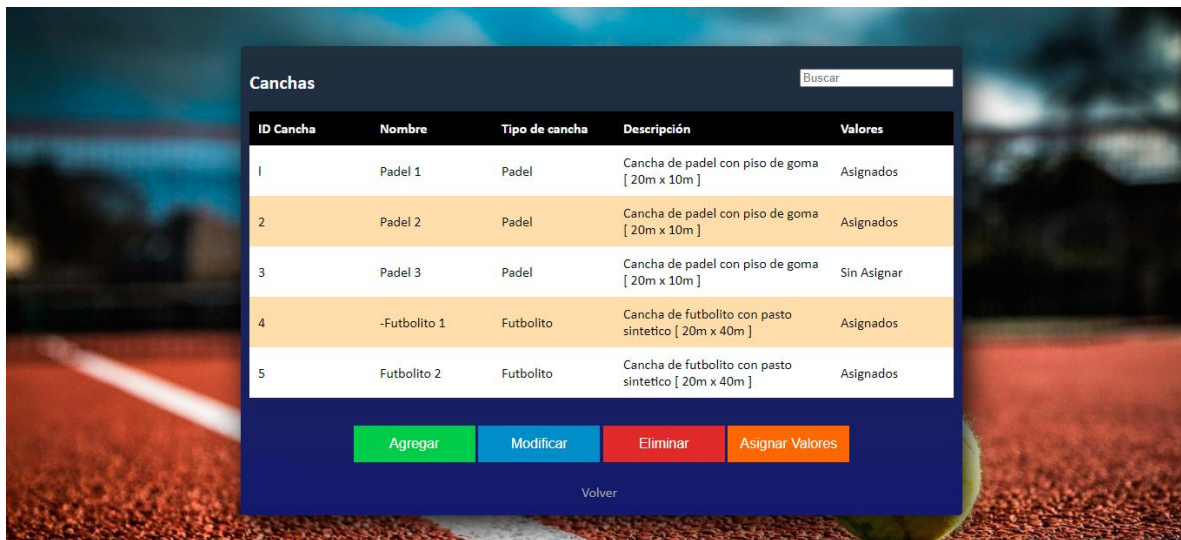 Canchas
Buscar
ID Cancha Nombre Tipo de cancha Descripción Valores
1 Padel 1 Padel Cancha de padel con piso de goma Asignados
[ 20m x 10m ]
2 Padel 2 Padel Cancha de padel con piso de goma Asignados
[ 20m x 10m ]
3 Padel 3 Padel Cancha de padel con piso de goma Sin Asignar
[ 20m x 10m ]
4 -Futbolito 1 Futbolito Cancha de futbolito con pasto Asignados
sintetico [ 20m x 40m ]
5 Futbolito 2 Futbolito Cancha de futbolito con pasto Asignados
sintetico [ 20m x 40m ]
Agregar Modificar Eliminar Asignar Valores
Volver